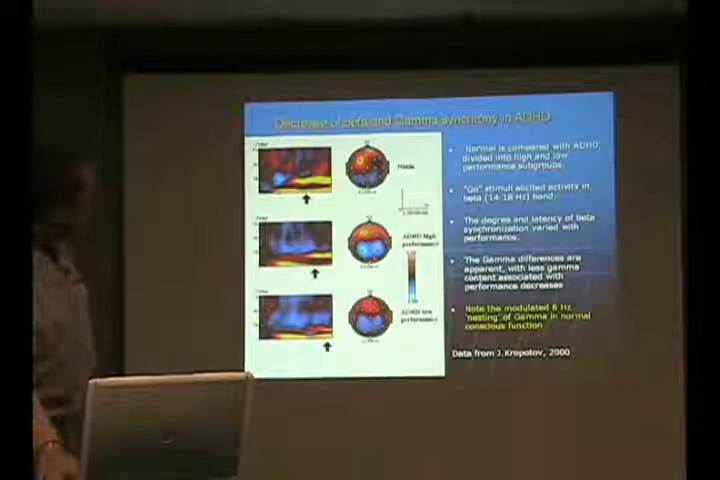 Decrease of beta and Gamma synchrony in ADHD
Normal is compared with ADHD,
divided into high and low
performance subgroups.
"Go" stimuli elicited activity in
beta (14-18 Hz) band.
The degree and latency of beta
synchronization varied with
performance.
The Gamma differences are
apparent, with less gamma
content associated with
performance decreases
Note the modulated 6 Hz
"nesting" of Gamma in normal
conscious function
Data from J.Kropotov, 2000
ADHD high
performance
ADHD low
performance